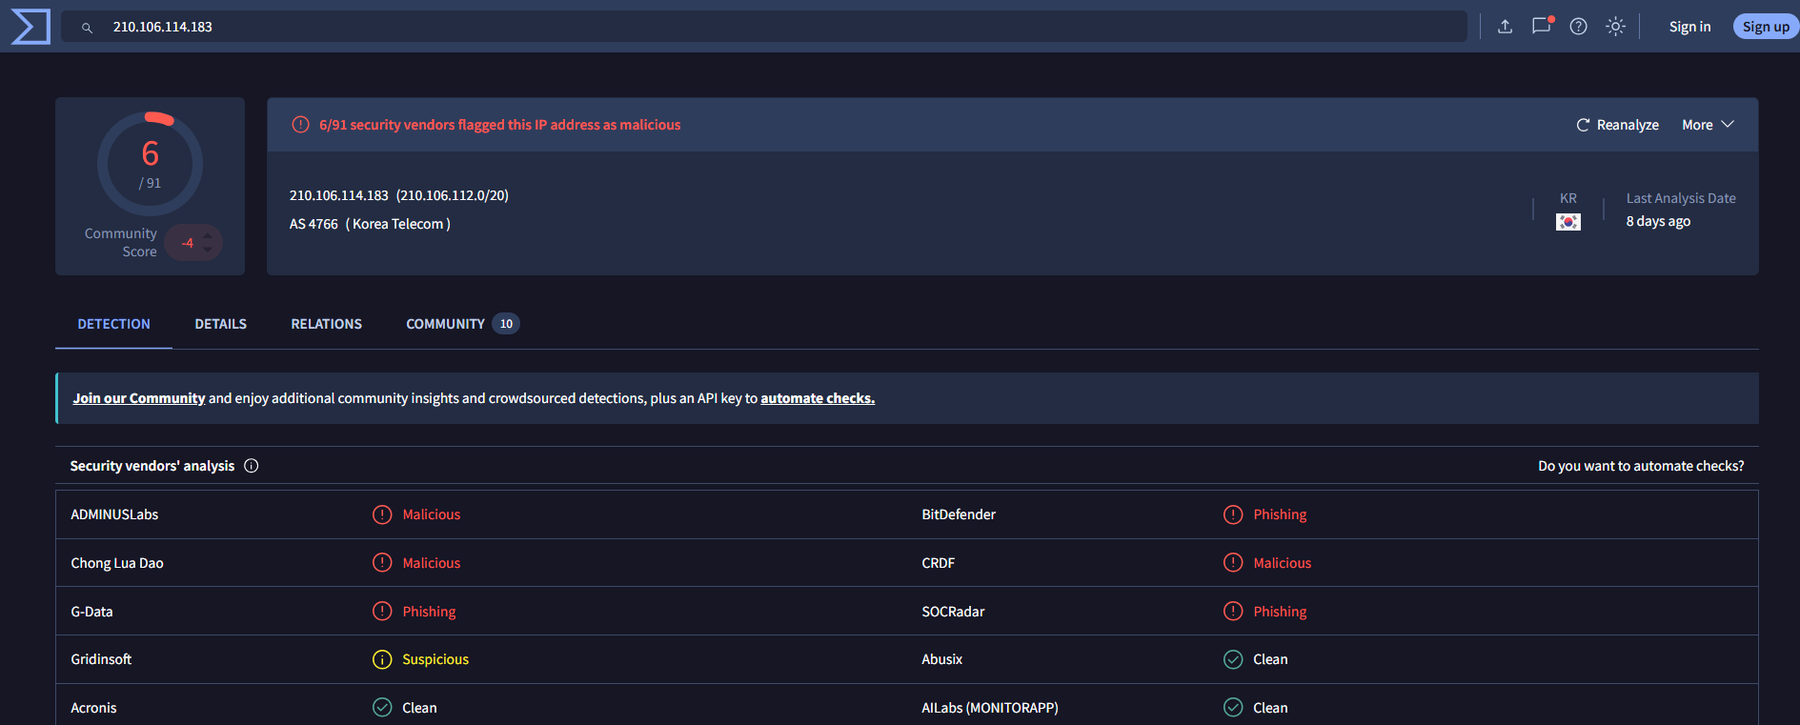 210.106.114.183
Sign in
Sign up
6
/ 91
Community Score
-4
6/91 security vendors flagged this IP address as malicious
Reanalyze
More
210.106.114.183 (210.106.112.0/20)
AS 4766 ( Korea Telecom )
KR
Last Analysis Date
8 days ago
DETECTION
DETAILS
RELATIONS
COMMUNITY 10
Join our Community and enjoy additional community insights and crowdsourced detections, plus an API key to automate checks.
Security vendors' analysis
Do you want to automate checks?
ADMINUSLabs Malicious BitDefender Phishing
Chong Lua Dao Malicious CRDF Malicious
G-Data Phishing SOCRadar Phishing
Gridinsoft Suspicious Abusix Clean
Acronis Clean AILabs (MONITORAPP) Clean